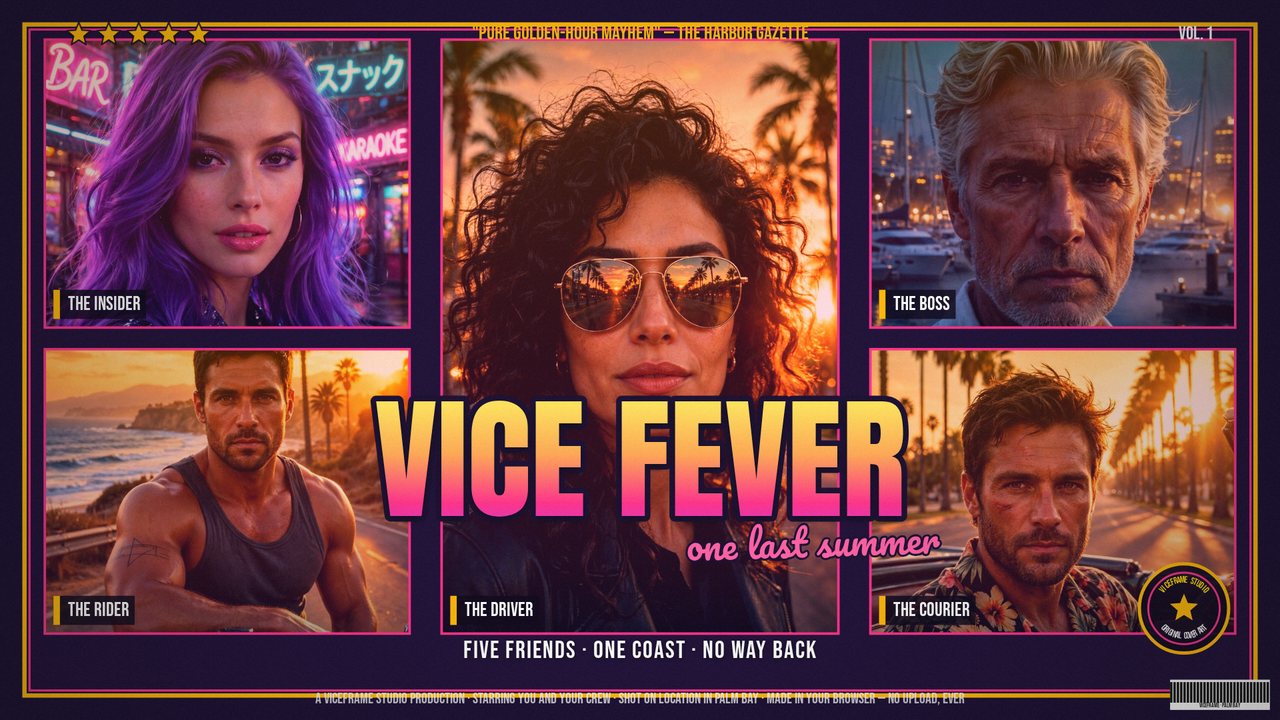 "PURE GOLDEN-HOUR MAYHEM" — THE HARBOR GAZETTE
VOL. 1
BAR
スナック
KARAOKE
THE INSIDER
THE BOSS
VICE FEVER
one last summer
THE RIDER
THE DRIVER
THE COURIER
VICEFRAME STUDIO
ORIGINAL COVER ART
FIVE FRIENDS · ONE COAST · NO WAY BACK
A VICEFRAME STUDIO PRODUCTION · STARRING YOU AND YOUR CREW · SHOT ON LOCATION IN PALM BAY · MADE IN YOUR BROWSER — NO UPLOAD, EVER
VICEFRAME · PALM BAY